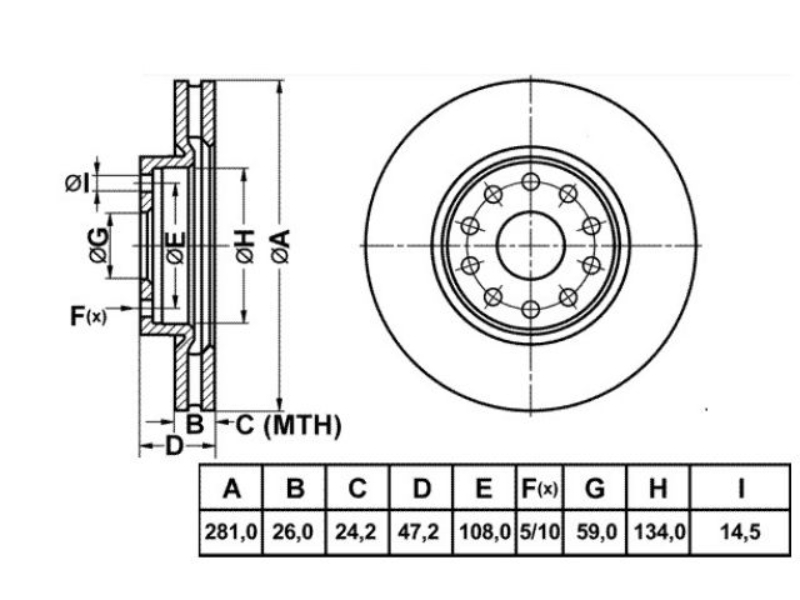 ØI
ØG
ØE
ØH
ØA
F(x)
B
C (MTH)
D
A B C D E F(x) G H I
281,0 26,0 24,2 47,2 108,0 5/10 59,0 134,0 14,5